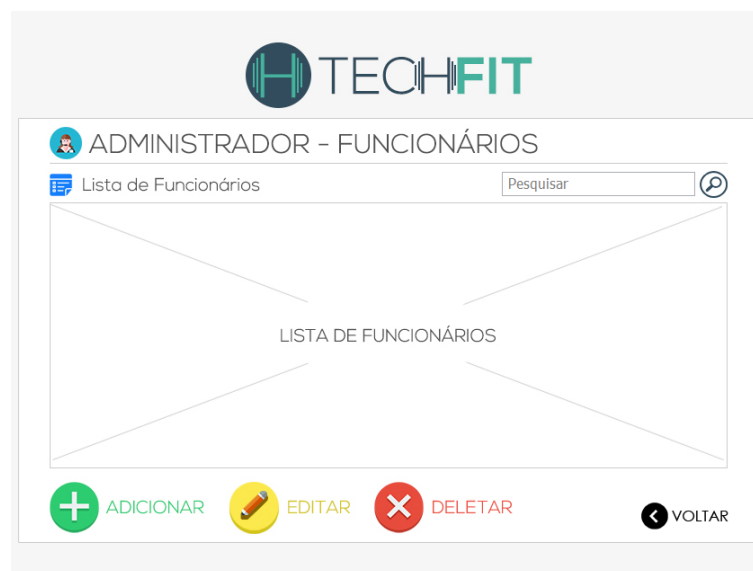 TECHFIT
ADMINISTRADOR - FUNCIONÁRIOS
Lista de Funcionários
Pesquisar
LISTA DE FUNCIONÁRIOS
ADICIONAR
EDITAR
DELETAR
VOLTAR